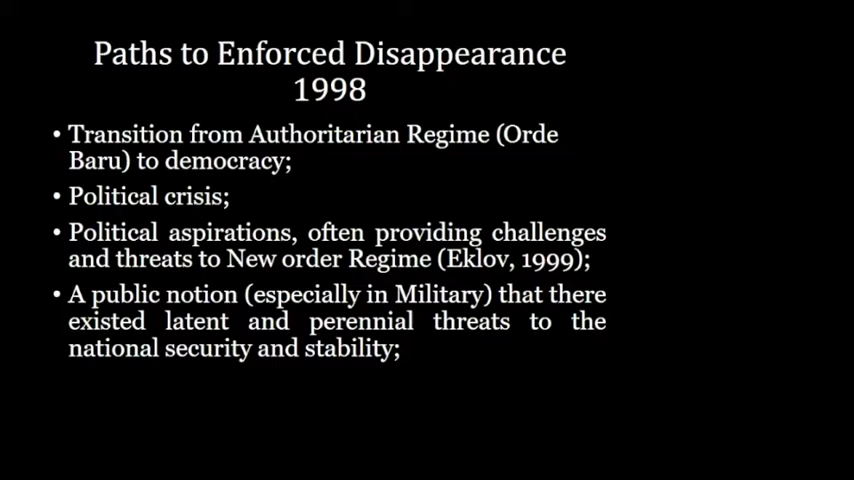 Paths to Enforced Disappearance
1998
• Transition from Authoritarian Regime (Orde
Baru) to democracy;
• Political crisis;
• Political aspirations, often providing challenges
and threats to New order Regime (Eklov, 1999);
• A public notion (especially in Military) that there
existed latent and perennial threats to the
national security and stability;